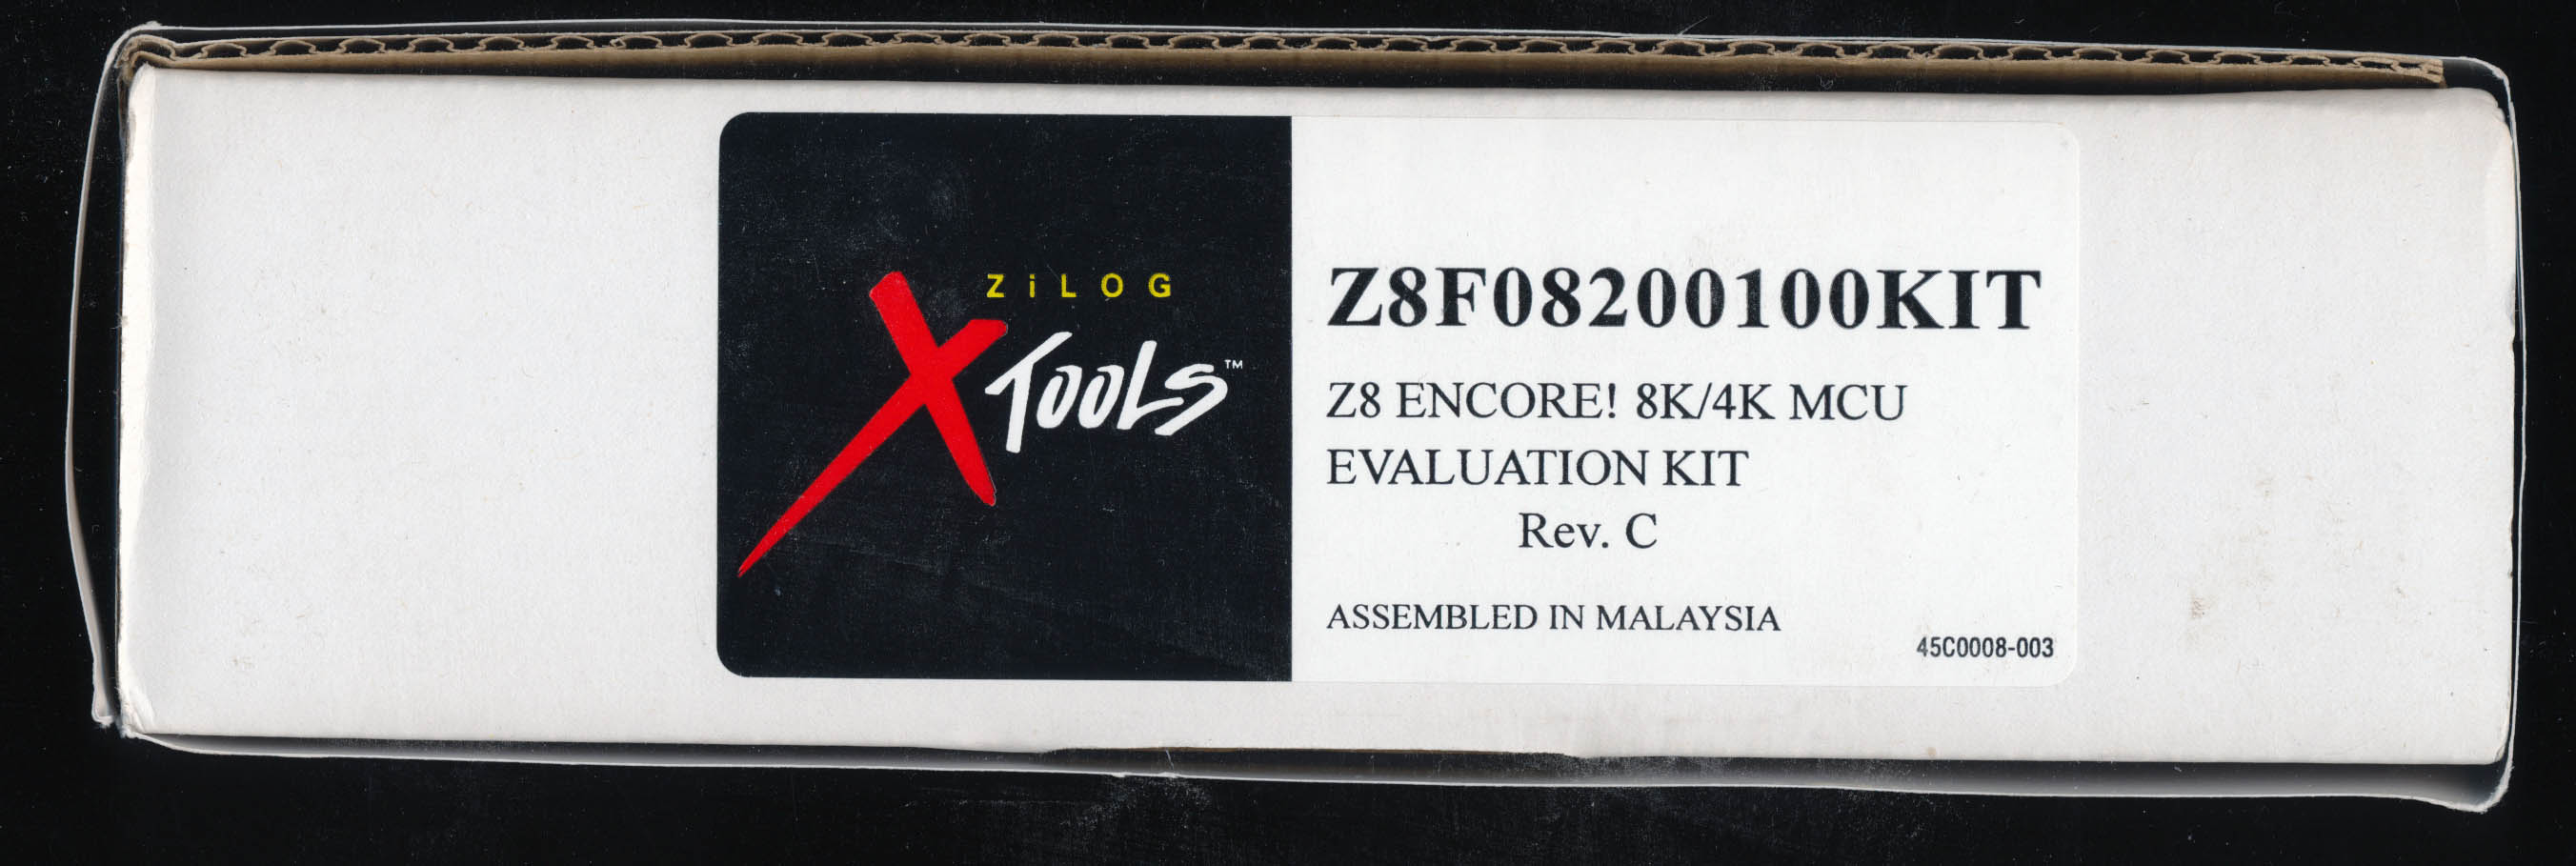 ZiLOG
XTOOLS™
Z8F08200100KIT
Z8 ENCORE! 8K/4K MCU
EVALUATION KIT
Rev. C
ASSEMBLED IN MALAYSIA
45C0008-003